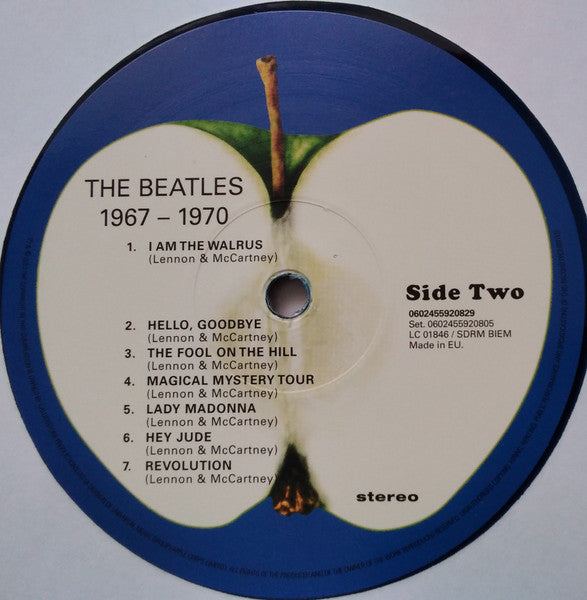 THE BEATLES
1967 – 1970
1. I AM THE WALRUS
(Lennon & McCartney)
2. HELLO, GOODBYE
(Lennon & McCartney)
3. THE FOOL ON THE HILL
(Lennon & McCartney)
4. MAGICAL MYSTERY TOUR
(Lennon & McCartney)
5. LADY MADONNA
(Lennon & McCartney)
6. HEY JUDE
(Lennon & McCartney)
7. REVOLUTION
(Lennon & McCartney)
Side Two
0602455920829
Set. 0602455920805
LC 01846 / SDRM BIEM
Made in EU.
stereo